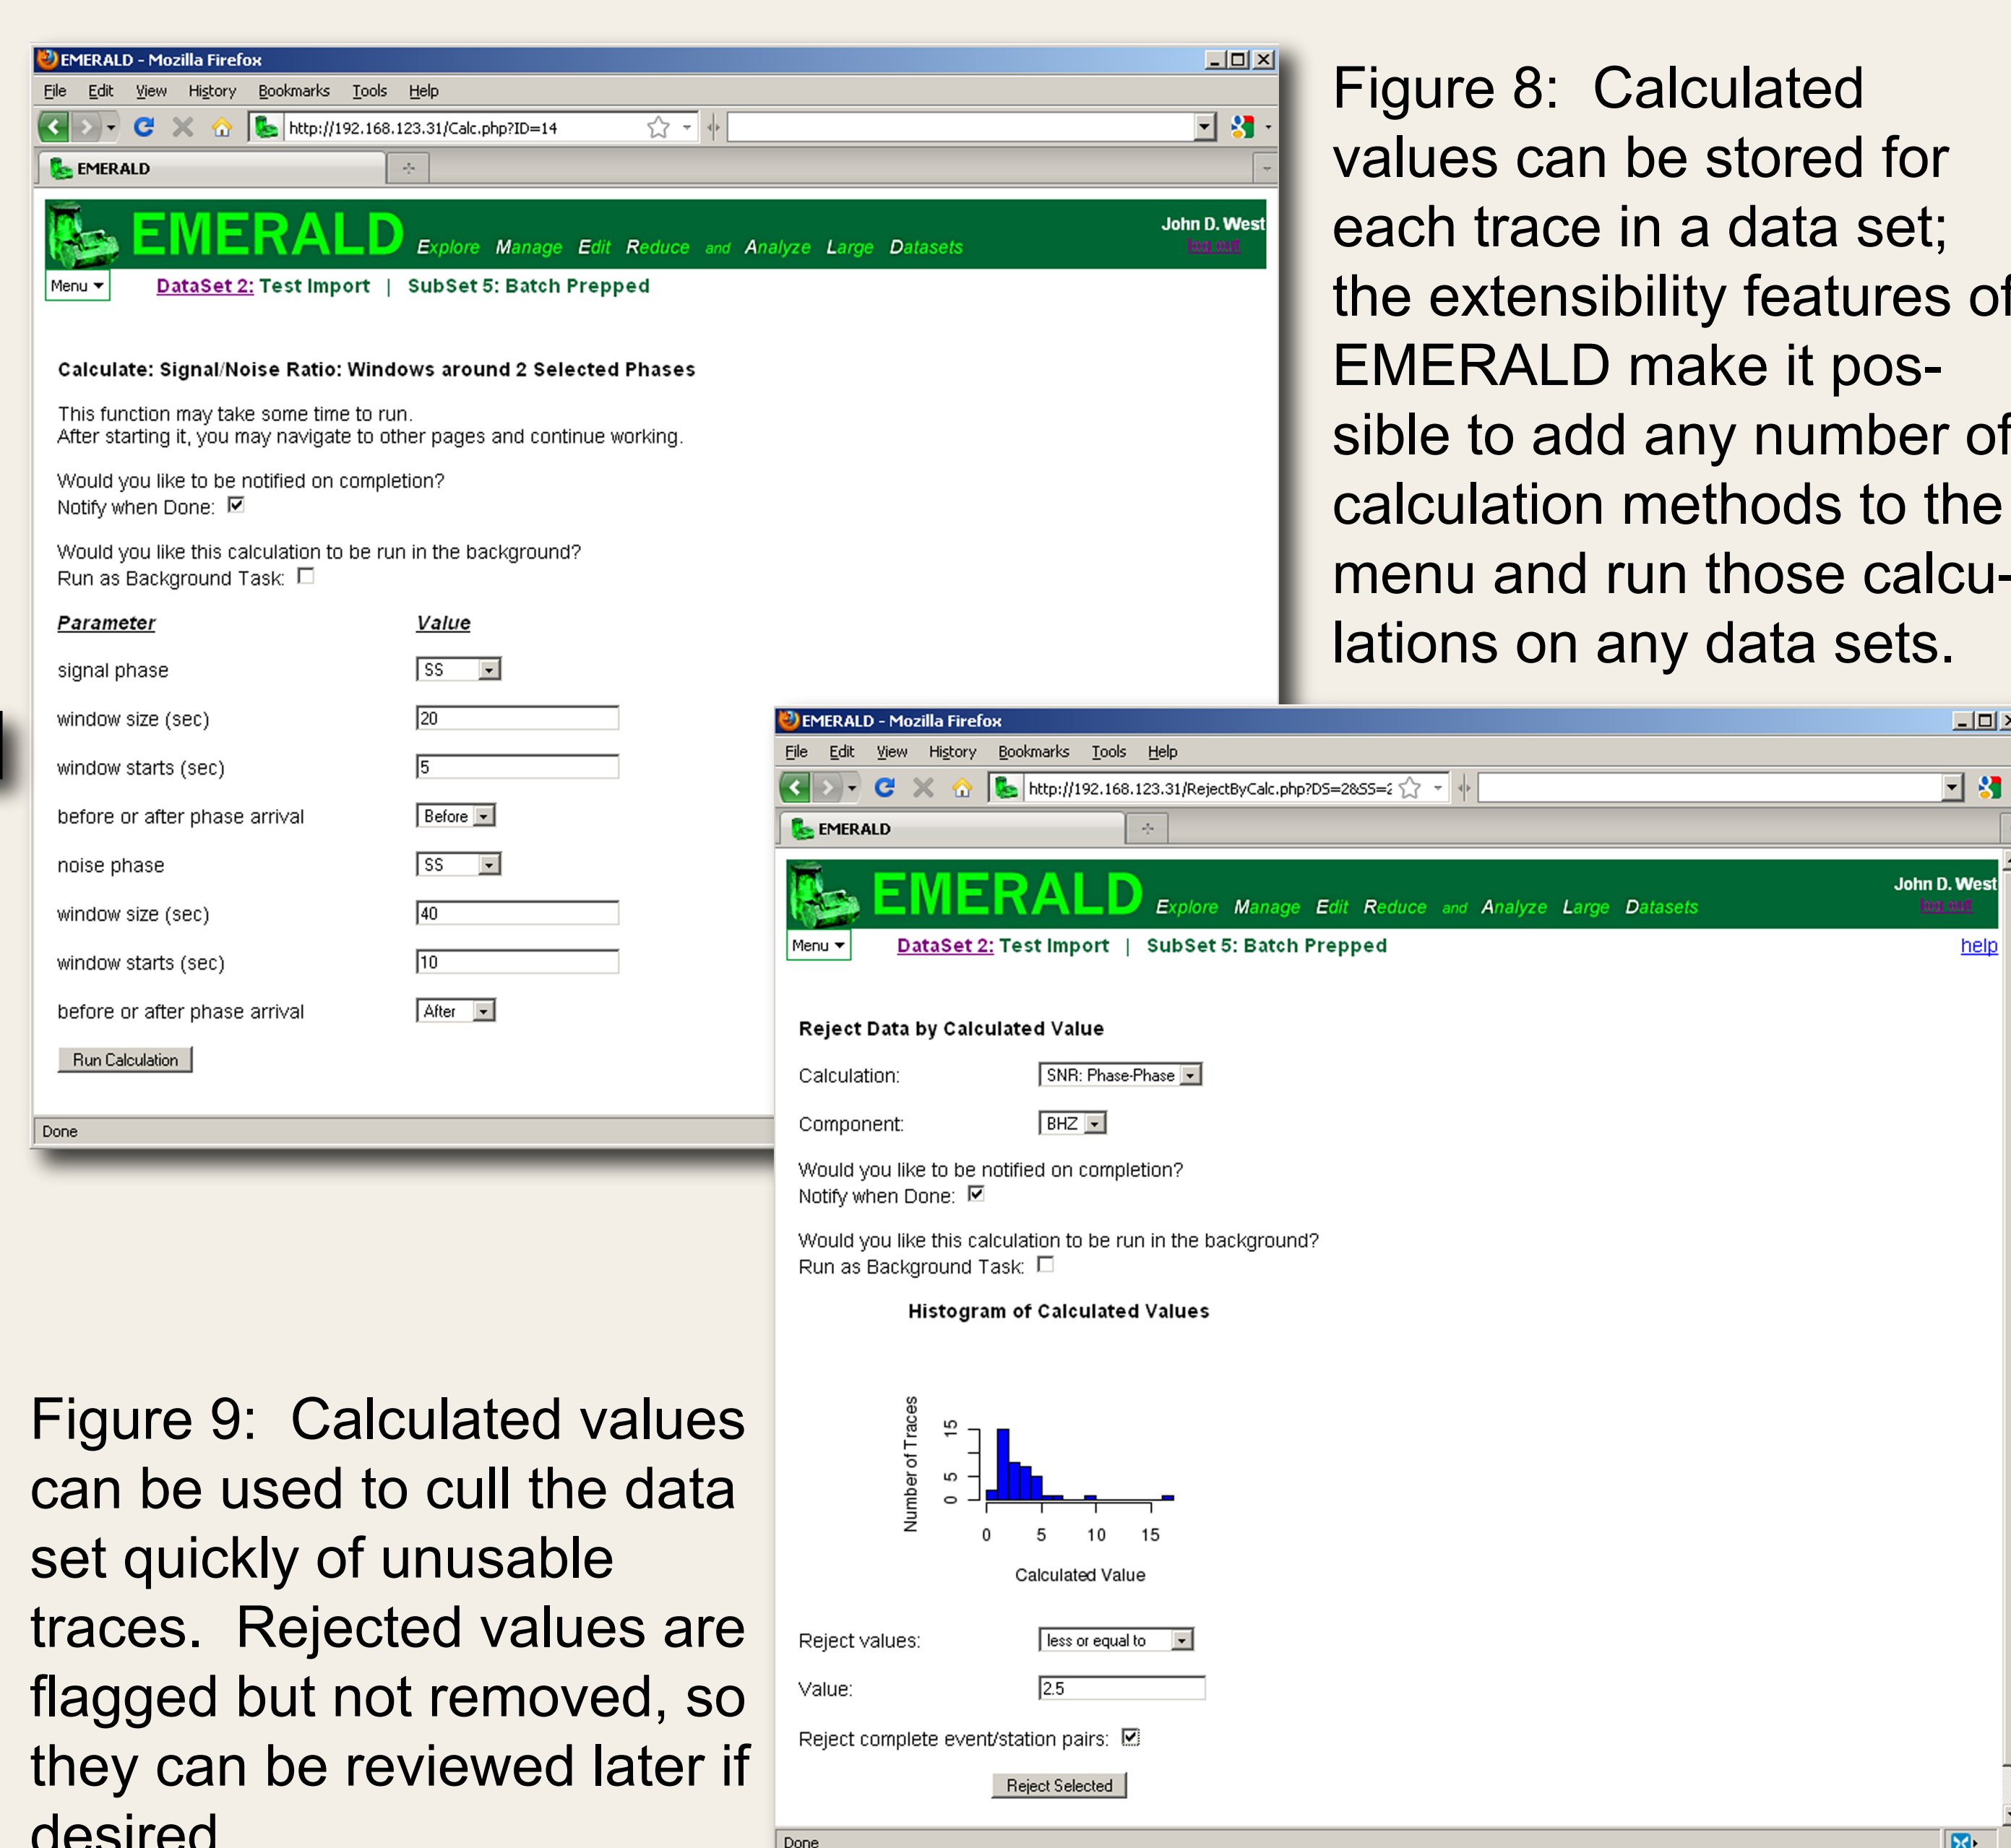 EMERALD - Mozilla Firefox
File Edit View History Bookmarks Tools Help
http://192.168.123.31/Calc.php?ID=14
EMERALD
EMERALD Explore Manage Edit Reduce and Analyze Large Datasets
John D. West
log out
Menu
DataSet 2: Test Import | SubSet 5: Batch Prepped
Calculate: Signal/Noise Ratio: Windows around 2 Selected Phases
This function may take some time to run.
After starting it, you may navigate to other pages and continue working.
Would you like to be notified on completion?
Notify when Done:
Would you like this calculation to be run in the background?
Run as Background Task:
Parameter Value
signal phase SS
window size (sec) 20
window starts (sec) 5
before or after phase arrival Before
noise phase SS
window size (sec) 40
window starts (sec) 10
before or after phase arrival After
Run Calculation
Done
Figure 8: Calculated
values can be stored for
each trace in a data set;
the extensibility features of
EMERALD make it pos-
sible to add any number of
calculation methods to the
menu and run those calcu-
lations on any data sets.
EMERALD - Mozilla Firefox
File Edit View History Bookmarks Tools Help
http://192.168.123.31/RejectByCalc.php?DS=2&SS=2
EMERALD
EMERALD Explore Manage Edit Reduce and Analyze Large Datasets
John D. West
log out
Menu
DataSet 2: Test Import | SubSet 5: Batch Prepped
help
Reject Data by Calculated Value
Calculation: SNR: Phase-Phase
Component: BHZ
Would you like to be notified on completion?
Notify when Done:
Would you like this calculation to be run in the background?
Run as Background Task:
Histogram of Calculated Values
Number of Traces
15
5
0
0 5 10 15
Calculated Value
Reject values: less or equal to
Value: 2.5
Reject complete event/station pairs:
Reject Selected
Done
Figure 9: Calculated values
can be used to cull the data
set quickly of unusable
traces. Rejected values are
flagged but not removed, so
they can be reviewed later if
desired